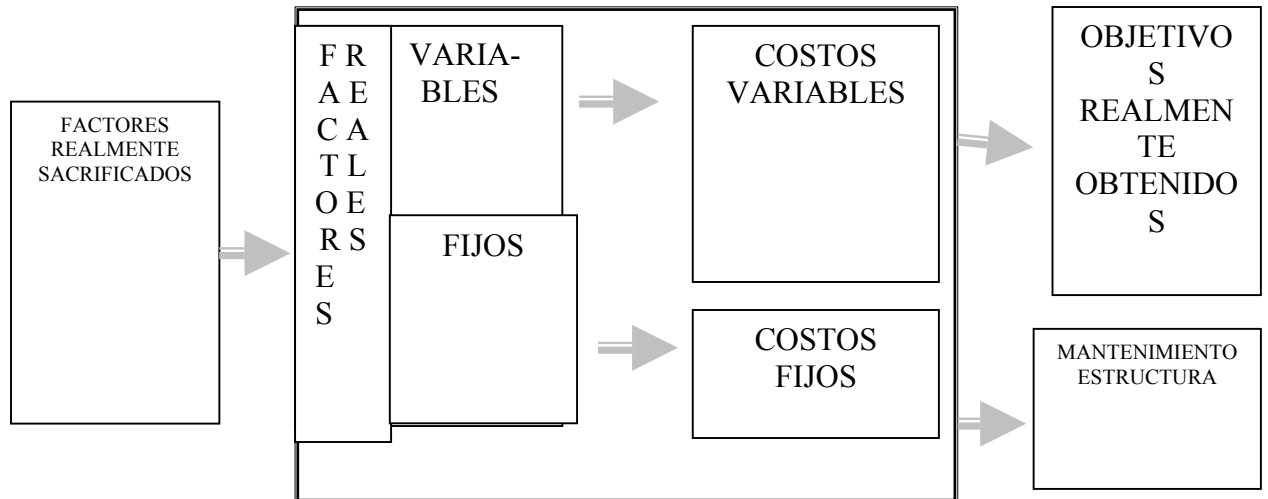 FACTORES
REALMENTE
SACRIFICADOS
F R
A E
C A
T L
O E
R S
E
S
VARIA-
BLES
FIJOS
COSTOS
VARIABLES
COSTOS
FIJOS
OBJETIVO
S
REALMEN
TE
OBTENIDO
S
MANTENIMIENTO
ESTRUCTURA